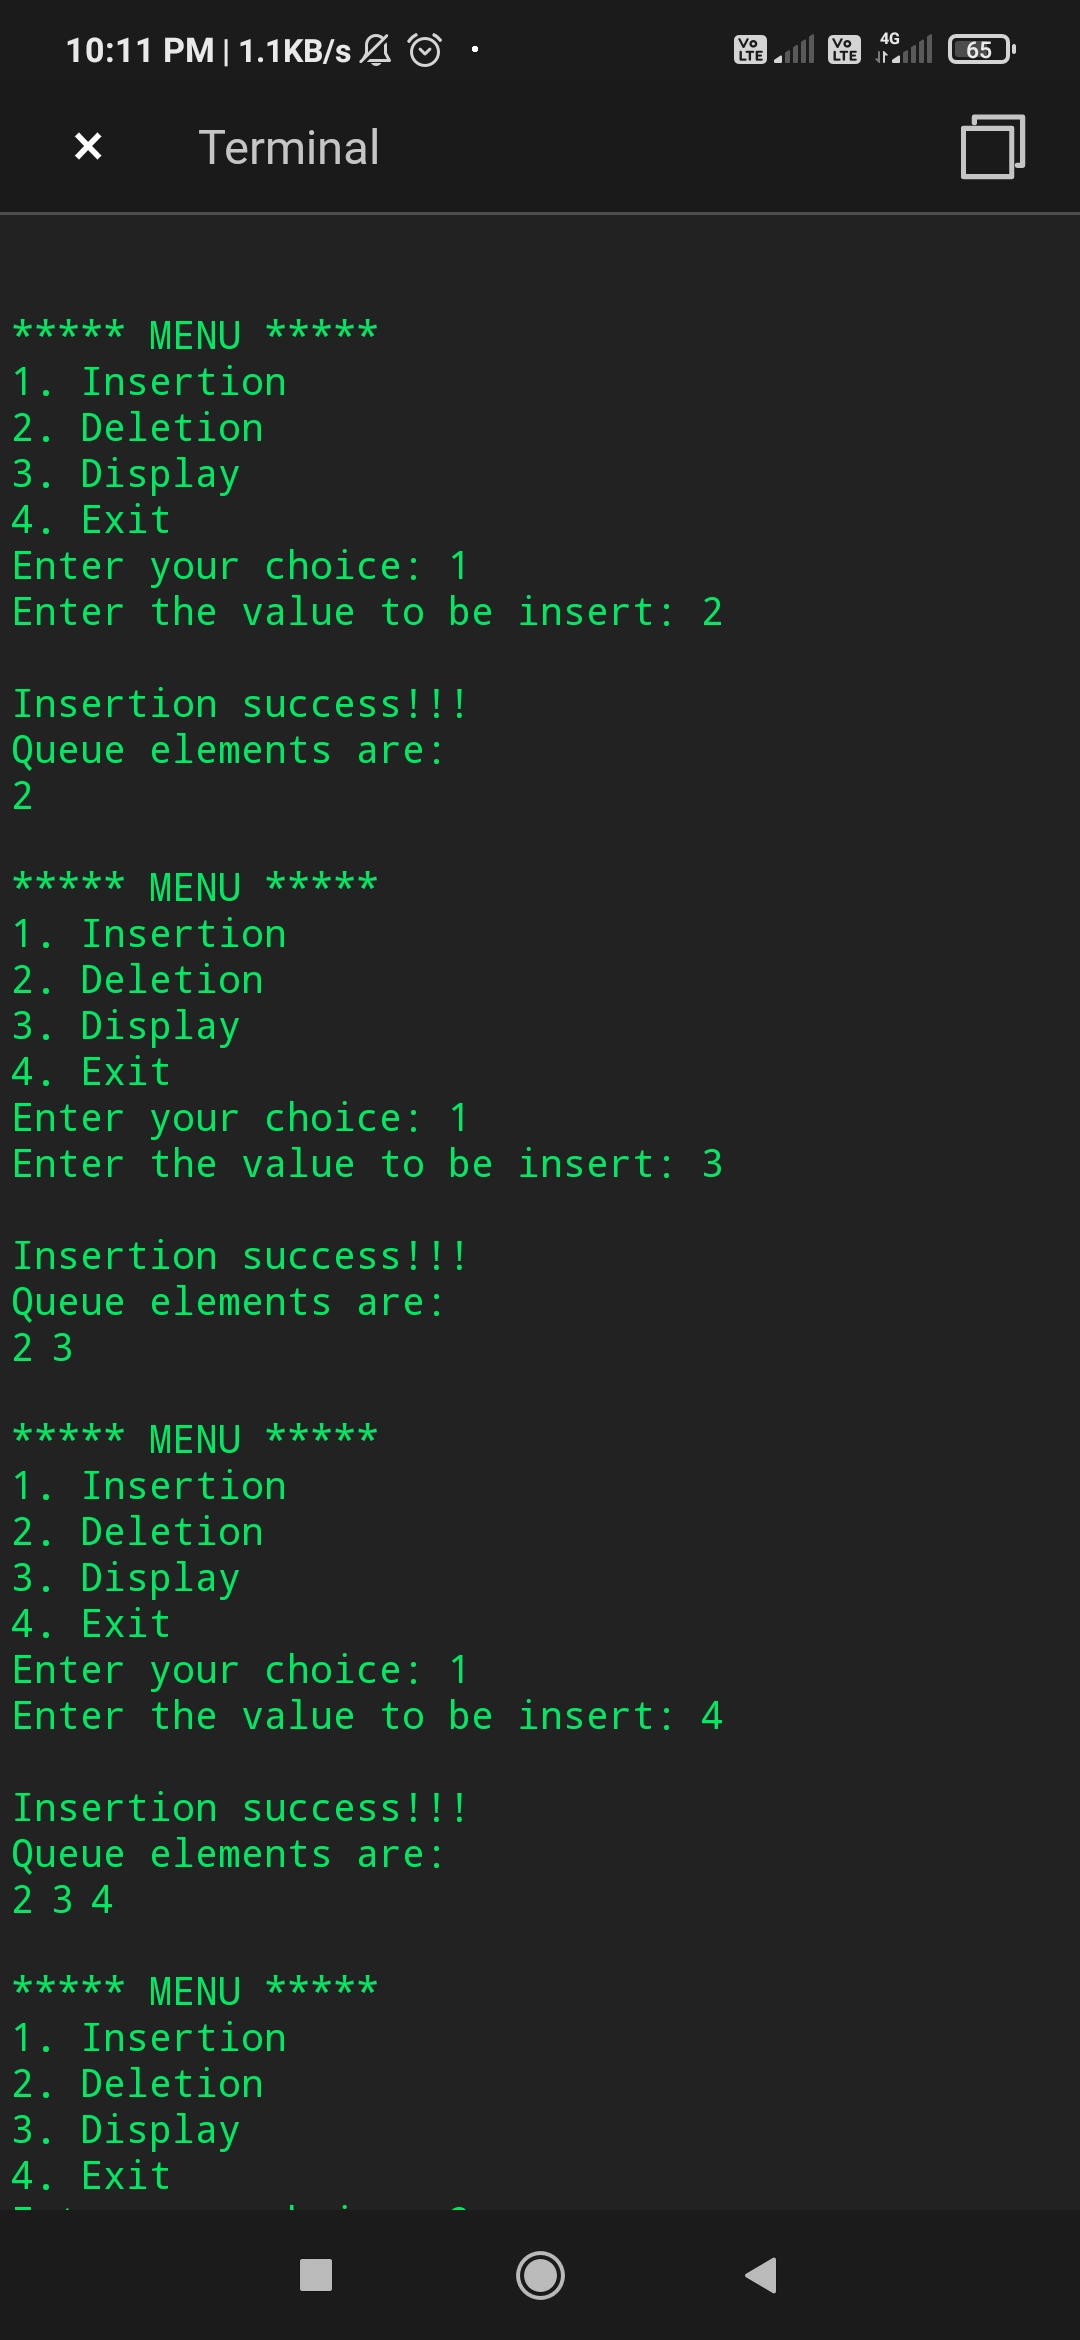 10:11 PM | 1.1KB/s
Vo LTE
Vo LTE
4G
65
Terminal
***** MENU *****
1. Insertion
2. Deletion
3. Display
4. Exit
Enter your choice: 1
Enter the value to be insert: 2
Insertion success!!!
Queue elements are:
2
***** MENU *****
1. Insertion
2. Deletion
3. Display
4. Exit
Enter your choice: 1
Enter the value to be insert: 3
Insertion success!!!
Queue elements are:
2 3
***** MENU *****
1. Insertion
2. Deletion
3. Display
4. Exit
Enter your choice: 1
Enter the value to be insert: 4
Insertion success!!!
Queue elements are:
2 3 4
***** MENU *****
1. Insertion
2. Deletion
3. Display
4. Exit